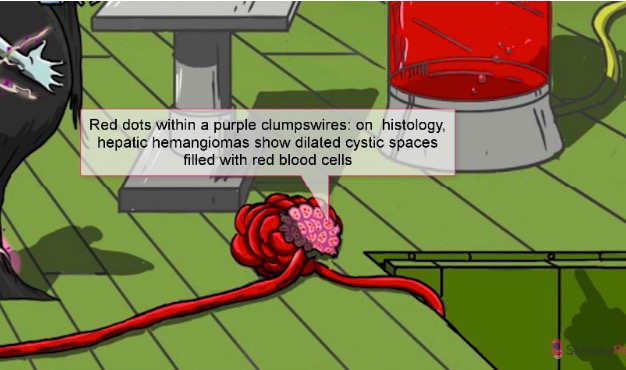 Red dots within a purple clumpswires: on histology,
hepatic hemangiomas show dilated cystic spaces
filled with red blood cells